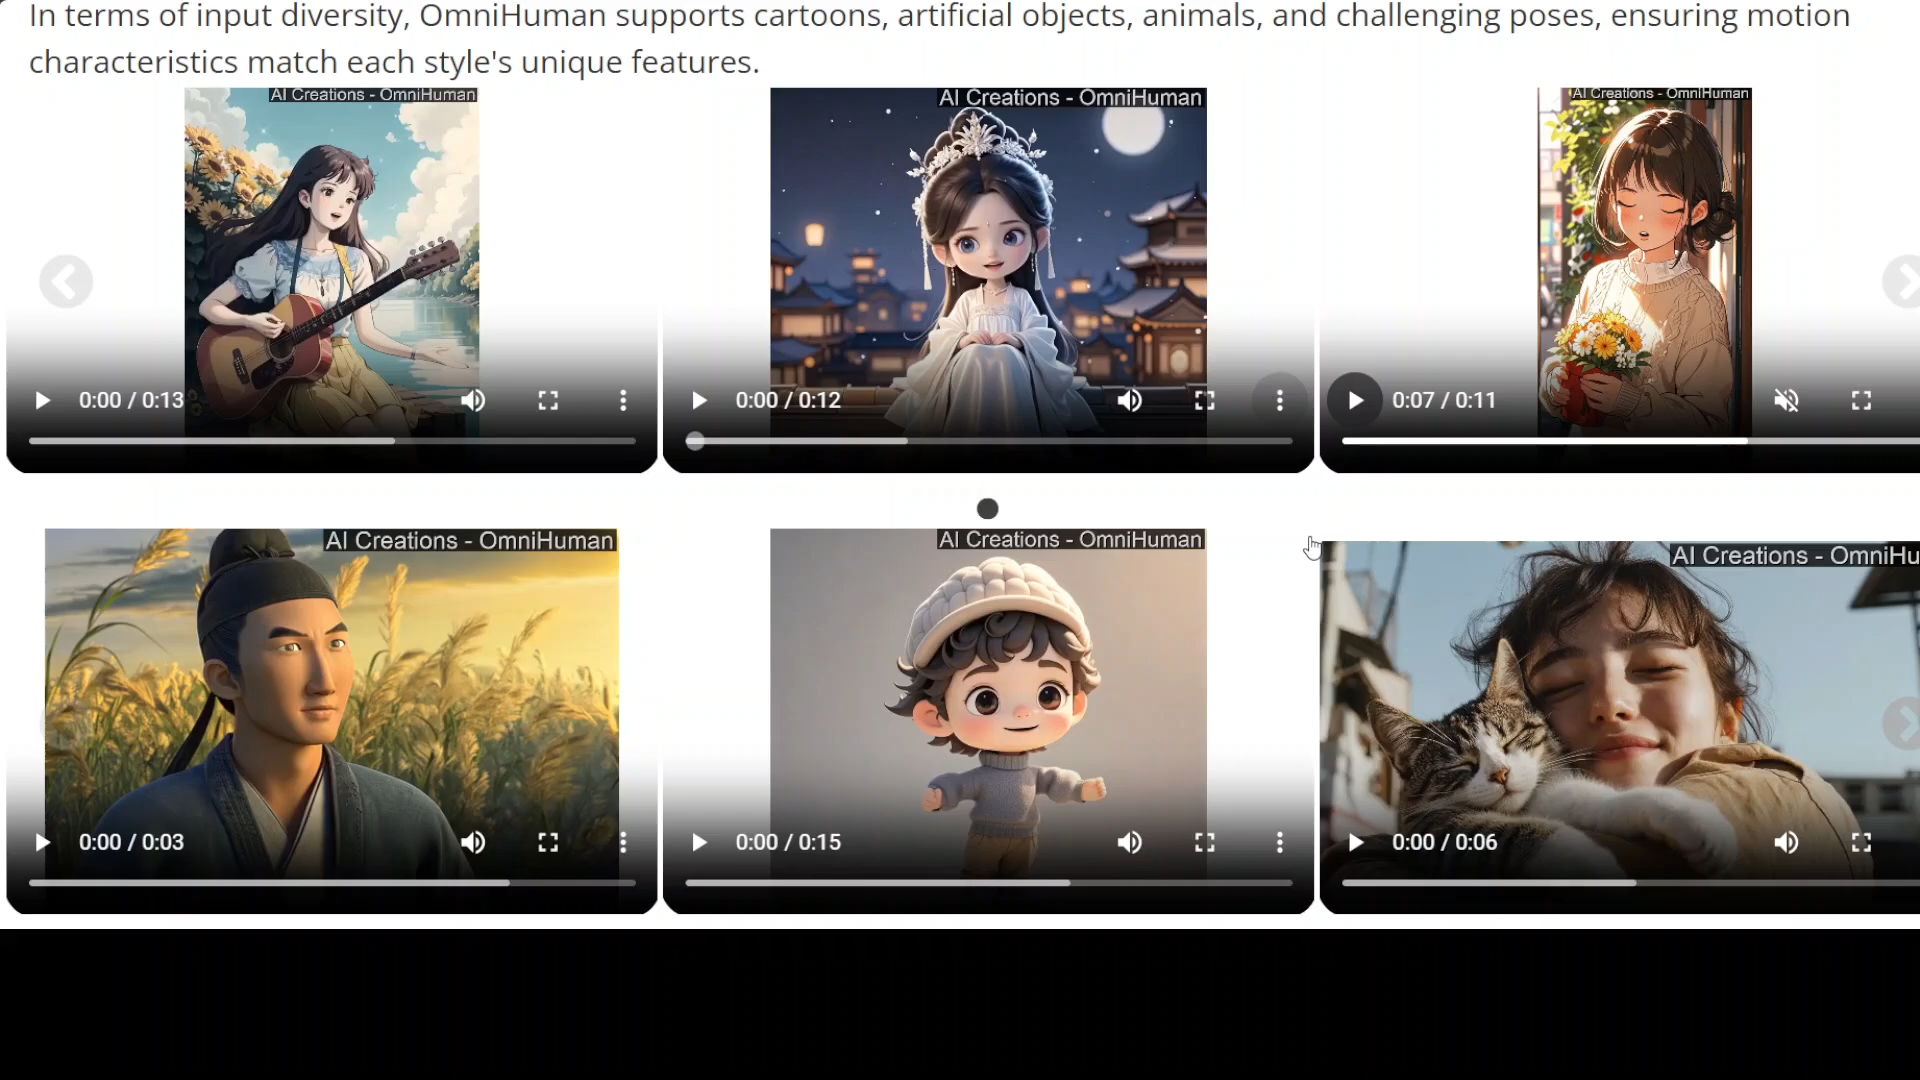 In terms of input diversity, OmniHuman supports cartoons, artificial objects, animals, and challenging poses, ensuring motion
characteristics match each style's unique features.
AI Creations - OmniHuman
AI Creations - OmniHuman
AI Creations - OmniHuman
0:00 / 0:13
0:00 / 0:12
0:07 / 0:11
AI Creations - OmniHuman
AI Creations - OmniHuman
AI Creations - OmniHu
0:00 / 0:03
0:00 / 0:15
0:00 / 0:06